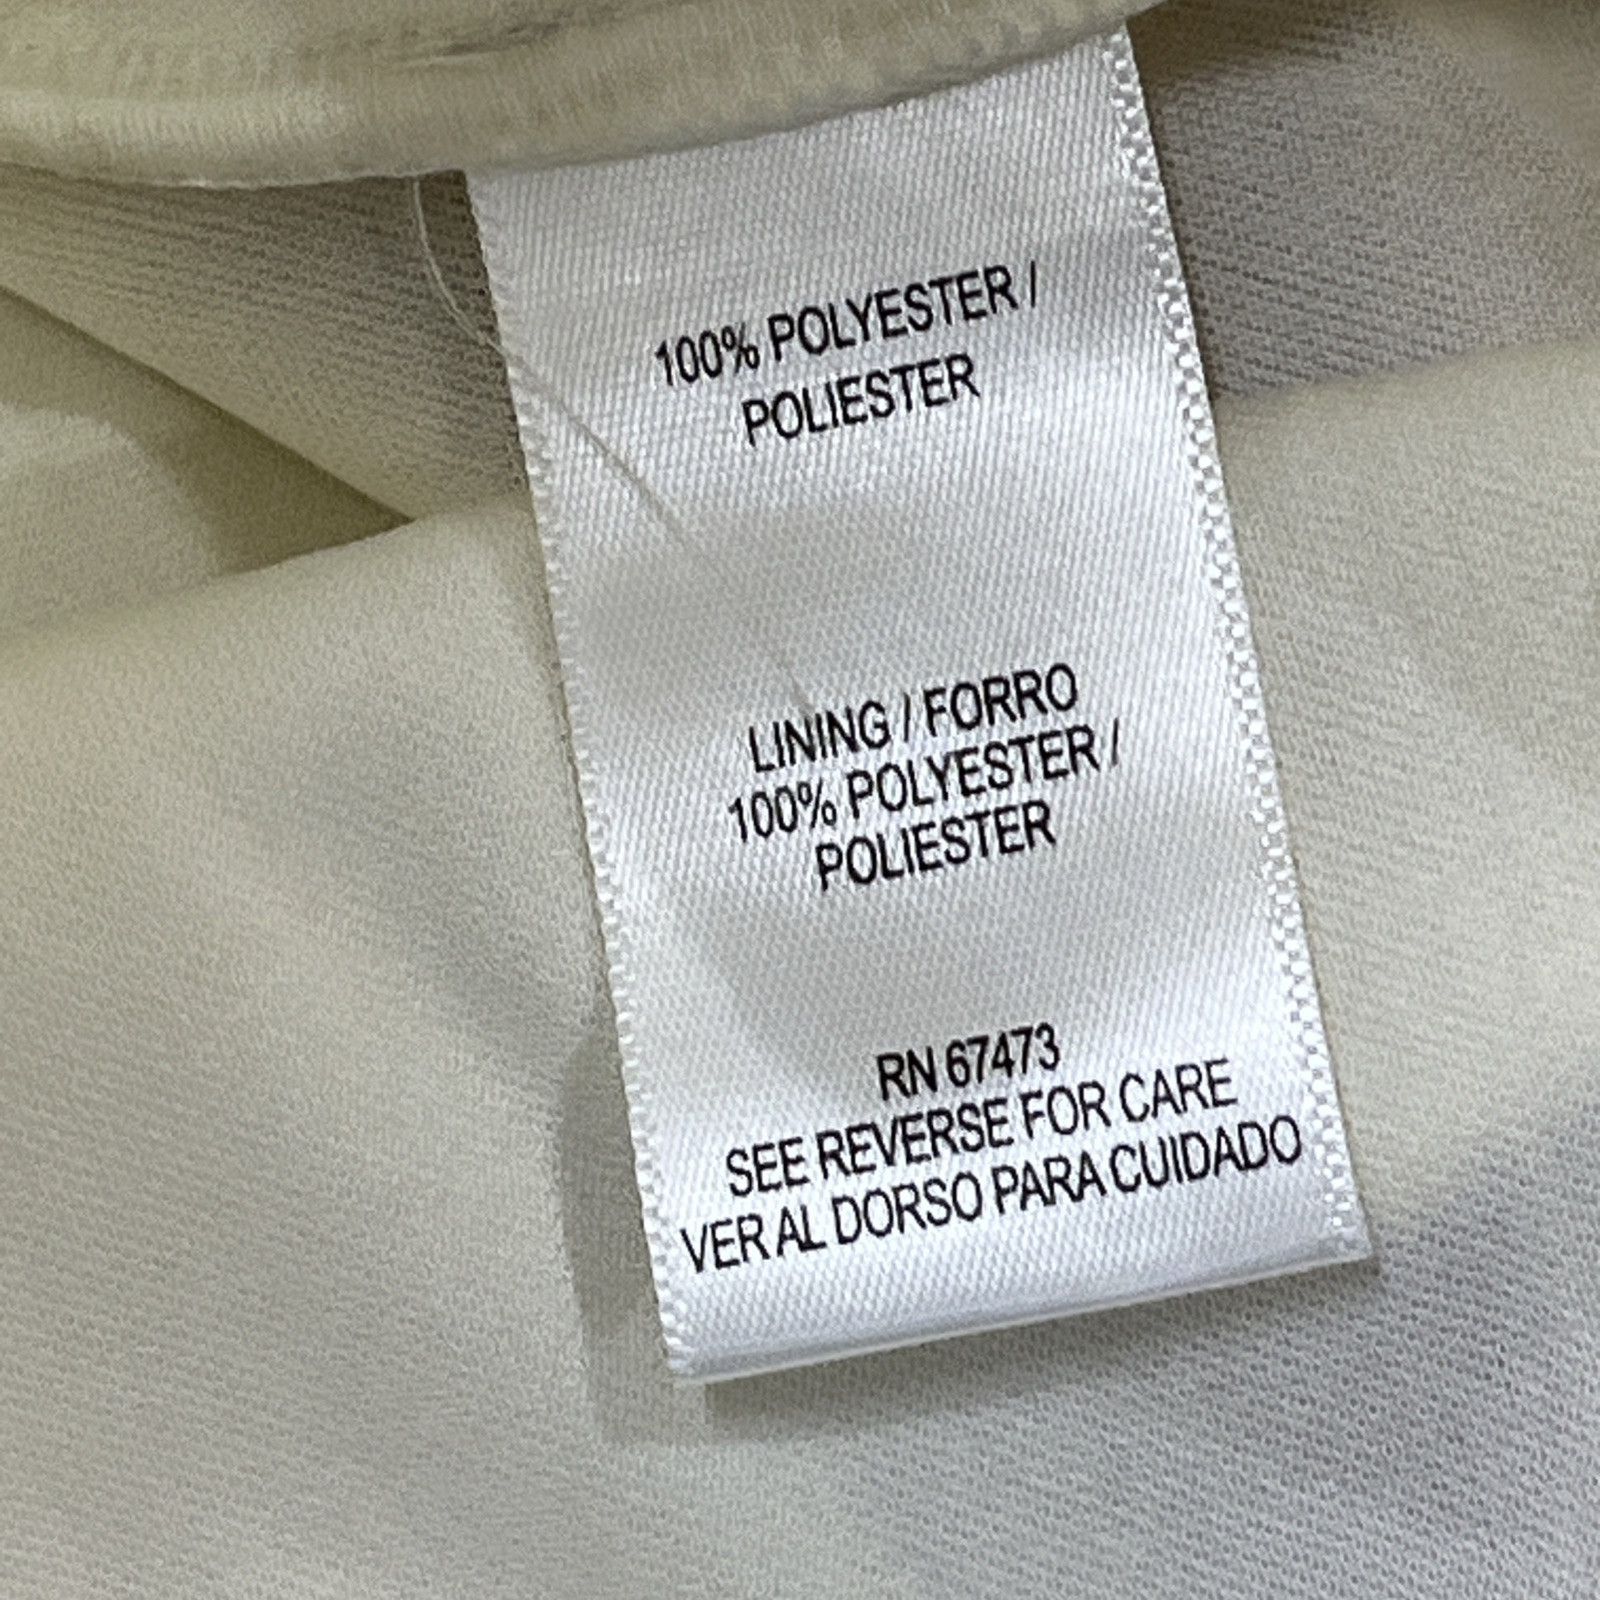 100% POLYESTER /
POLIESTER
LINING / FORRO
100% POLYESTER /
POLIESTER
RN 67473
SEE REVERSE FOR CARE
VER AL DORSO PARA CUIDADO